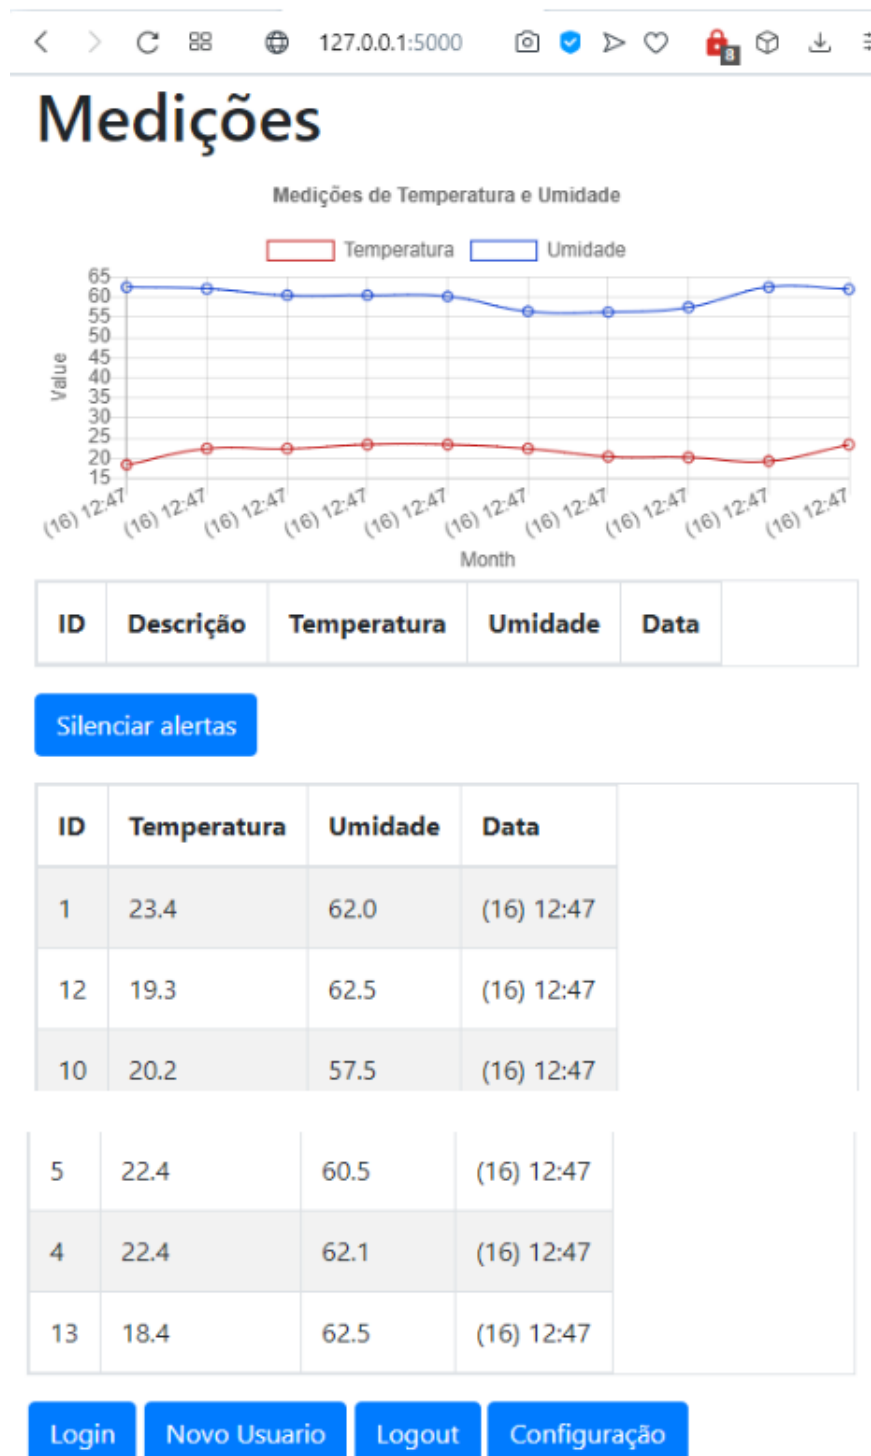 127.0.0.1:5000
8
Medições
Medições de Temperatura e Umidade
Temperatura Umidade
65
60
55
50
45
40
35
30
25
20
15
Value
(16) 12:47 (16) 12:47 (16) 12:47 (16) 12:47 (16) 12:47 (16) 12:47 (16) 12:47 (16) 12:47 (16) 12:47 (16) 12:47
Month
ID Descrição Temperatura Umidade Data
Silenciar alertas
ID Temperatura Umidade Data
1 23.4 62.0 (16) 12:47
12 19.3 62.5 (16) 12:47
10 20.2 57.5 (16) 12:47
5 22.4 60.5 (16) 12:47
4 22.4 62.1 (16) 12:47
13 18.4 62.5 (16) 12:47
Login Novo Usuario Logout Configuração